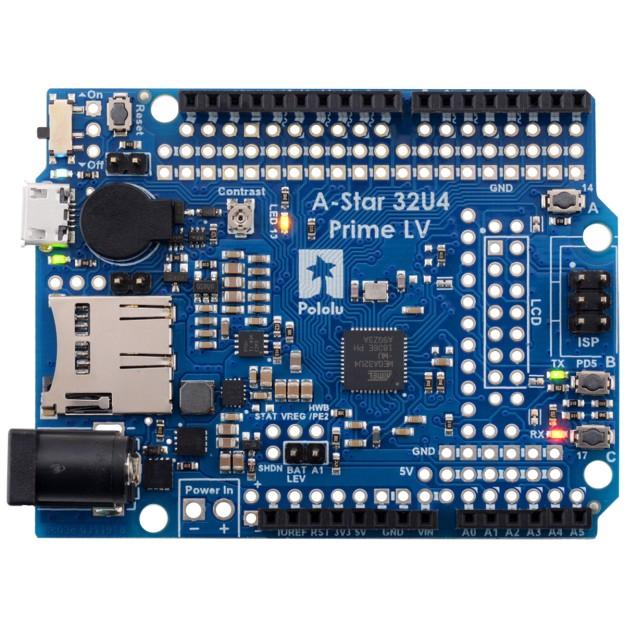 On
Reset
Off
GND
14
A
Contrast
LED 13
A-Star 32U4
Prime LV
Pololu
LCD
ISP
MEGA32U4
TX
PD5
B
RX
17
C
STAT VREG
HWB
/PE2
SHDN
BAT
LEV
A1
GND
5V
Power In
- +
IOREF RST 3V3 5V GND VIN
A0 A1 A2 A3 A4 A5